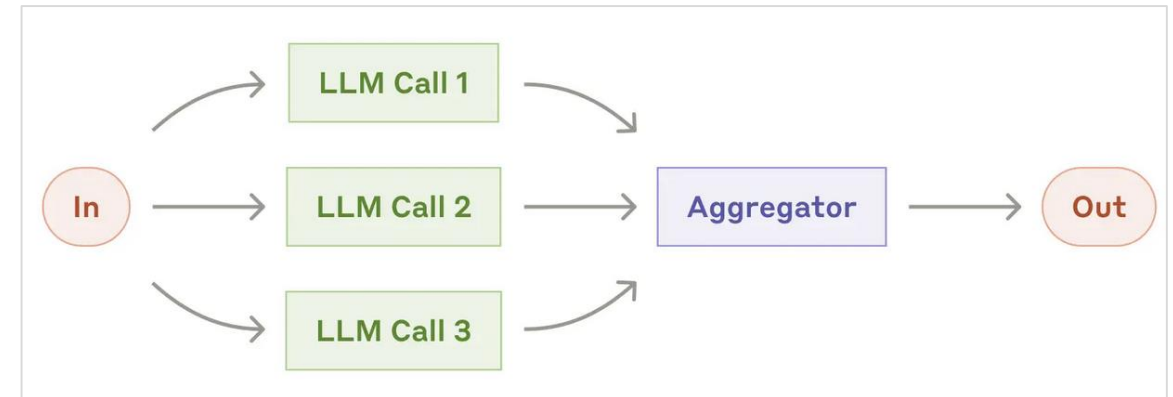 LLM Call 1
In
LLM Call 2
Aggregator
Out
LLM Call 3